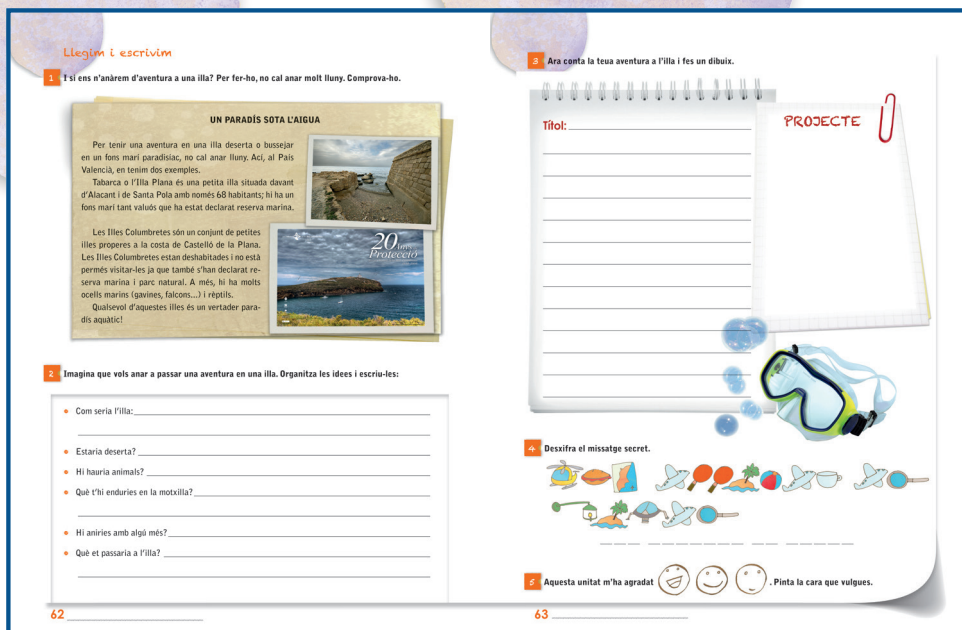 Llegim i escrivim
1 I si ens n'anàrem d'aventura a una illa? Per fer-ho, no cal anar molt lluny. Comprova-ho.
UN PARADÍS SOTA L'AIGUA
Per tenir una aventura en una illa deserta o bussejar
en un fons marí paradisíac, no cal anar lluny. Ací, al País
Valencià, en tenim dos exemples.
Tabarca o l'Illa Plana és una petita illa situada davant
d'Alacant i de Santa Pola amb només 68 habitants; hi ha un
fons marí tant valuós que ha estat declarat reserva marina.
Les Illes Columbretes són un conjunt de petites
illes properes a la costa de Castelló de la Plana.
Les Illes Columbretes estan deshabitades i no està
permés visitar-les ja que també s'han declarat re-
serva marina i parc natural. A més, hi ha molts
ocells marins (gavines, falcons...) i rèptils.
Qualsevol d'aquestes illes és un vertader para-
dís aquàtic!
20 Anys
Protecció
2 Imagina que vols anar a passar una aventura en una illa. Organitza les idees i escriu-les:
• Com seria l'illa:
• Estaria deserta?
• Hi hauria animals?
• Què t'hi enduries en la motxilla?
• Hi aniries amb algú més?
• Què et passaria a l'illa?
62
3 Ara conta la teua aventura a l'illa i fes un dibuix.
Títol:
PROJECTE
4 Desxifra el missatge secret.
5 Aquesta unitat m'ha agradat . Pinta la cara que vulgues.
63